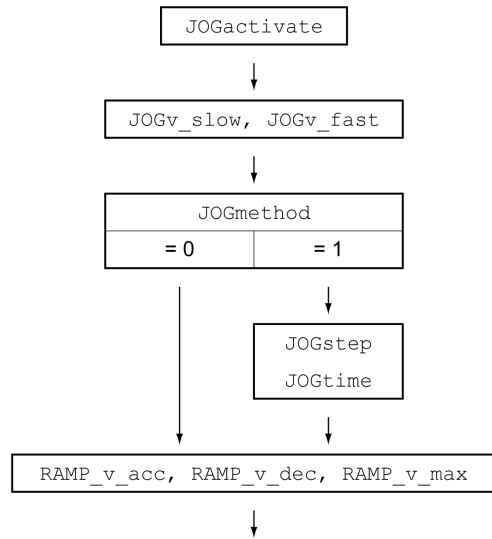 JOGactivate
JOGv_slow, JOGv_fast
JOGmethod
= 0 = 1
JOGstep
JOGtime
RAMP_v_acc, RAMP_v_dec, RAMP_v_max